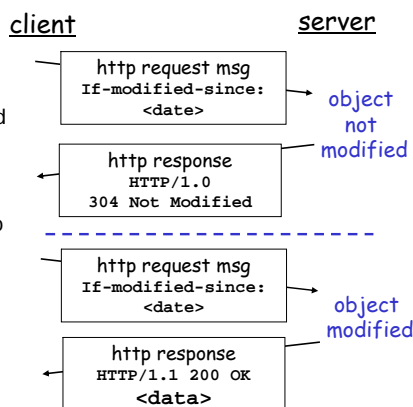 client
server
http request msg
If-modified-since:
<date>
object
not
modified
http response
HTTP/1.0
304 Not Modified
http request msg
If-modified-since:
<date>
object
modified
http response
HTTP/1.1 200 OK
<data>